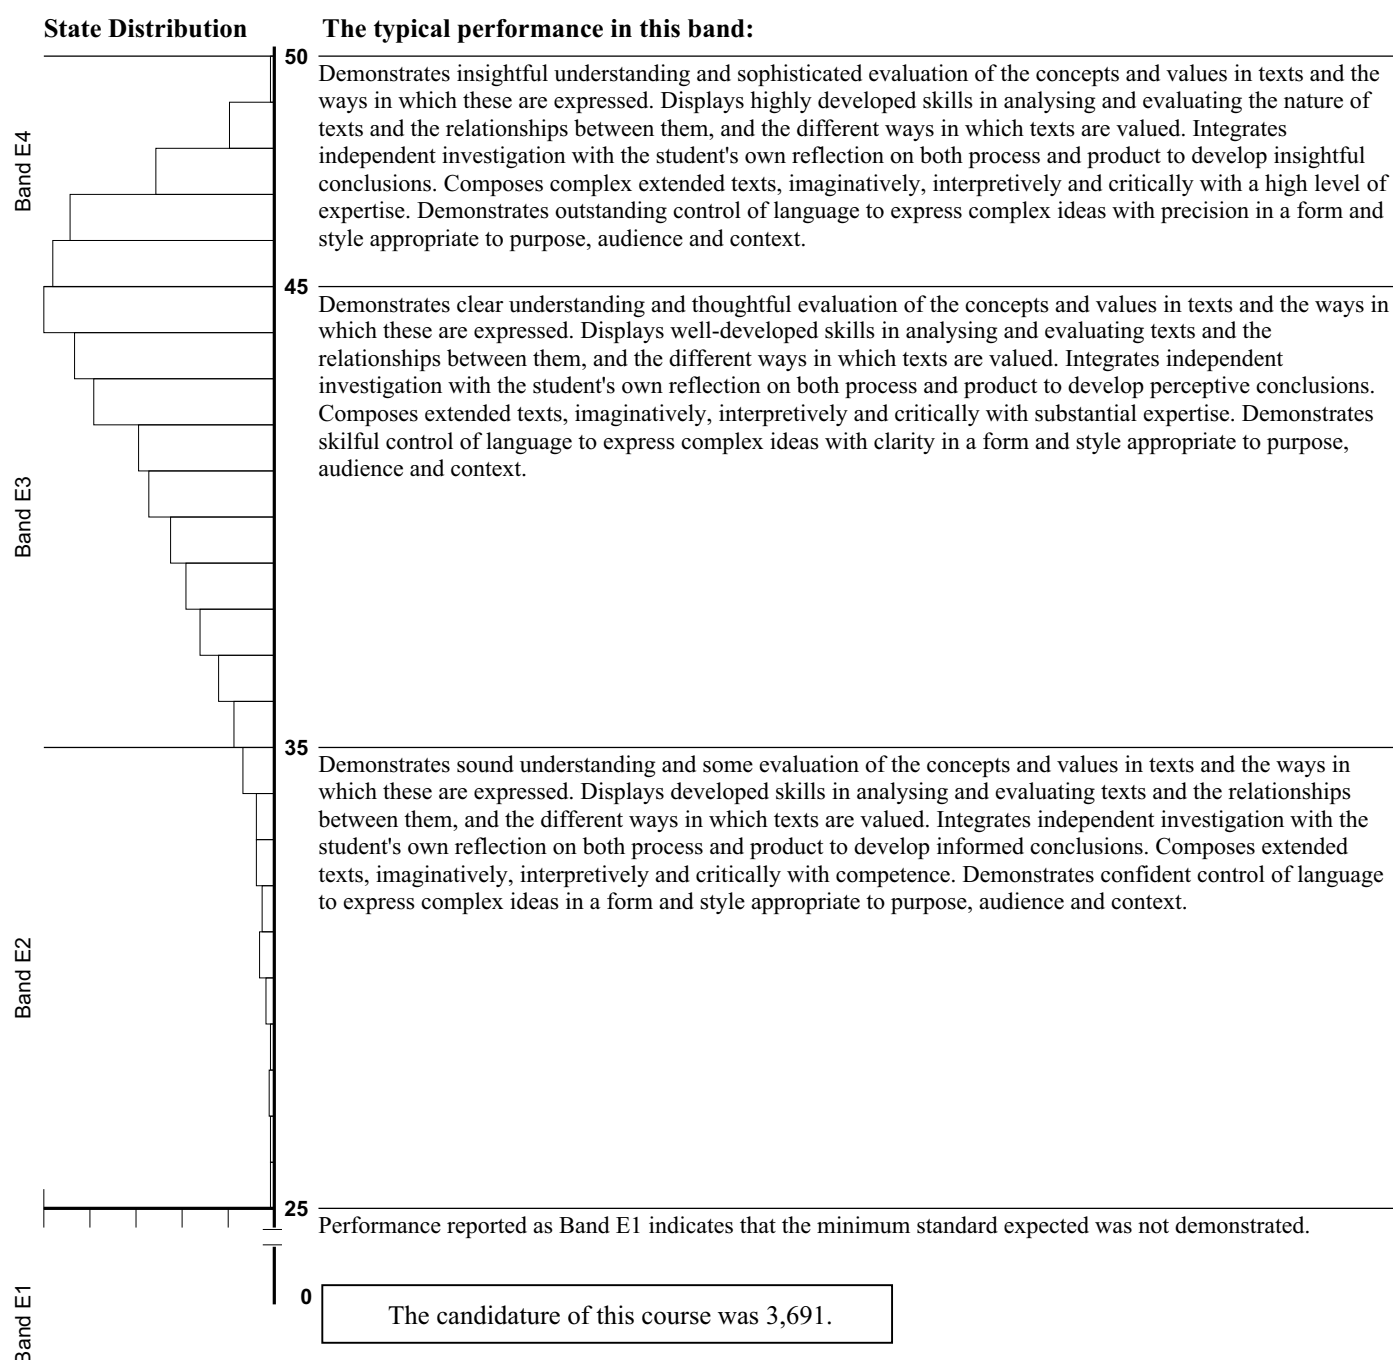 State Distribution
The typical performance in this band:
50
Demonstrates insightful understanding and sophisticated evaluation of the concepts and values in texts and the
ways in which these are expressed. Displays highly developed skills in analysing and evaluating the nature of
texts and the relationships between them, and the different ways in which texts are valued. Integrates
independent investigation with the student's own reflection on both process and product to develop insightful
conclusions. Composes complex extended texts, imaginatively, interpretively and critically with a high level of
expertise. Demonstrates outstanding control of language to express complex ideas with precision in a form and
style appropriate to purpose, audience and context.
Band E4
45
Demonstrates clear understanding and thoughtful evaluation of the concepts and values in texts and the ways in
which these are expressed. Displays well-developed skills in analysing and evaluating texts and the
relationships between them, and the different ways in which texts are valued. Integrates independent
investigation with the student's own reflection on both process and product to develop perceptive conclusions.
Composes extended texts, imaginatively, interpretively and critically with substantial expertise. Demonstrates
skilful control of language to express complex ideas with clarity in a form and style appropriate to purpose,
audience and context.
Band E3
35
Demonstrates sound understanding and some evaluation of the concepts and values in texts and the ways in
which these are expressed. Displays developed skills in analysing and evaluating texts and the relationships
between them, and the different ways in which texts are valued. Integrates independent investigation with the
student's own reflection on both process and product to develop informed conclusions. Composes extended
texts, imaginatively, interpretively and critically with competence. Demonstrates confident control of language
to express complex ideas in a form and style appropriate to purpose, audience and context.
Band E2
25
Performance reported as Band E1 indicates that the minimum standard expected was not demonstrated.
0
Band E1
The candidature of this course was 3,691.